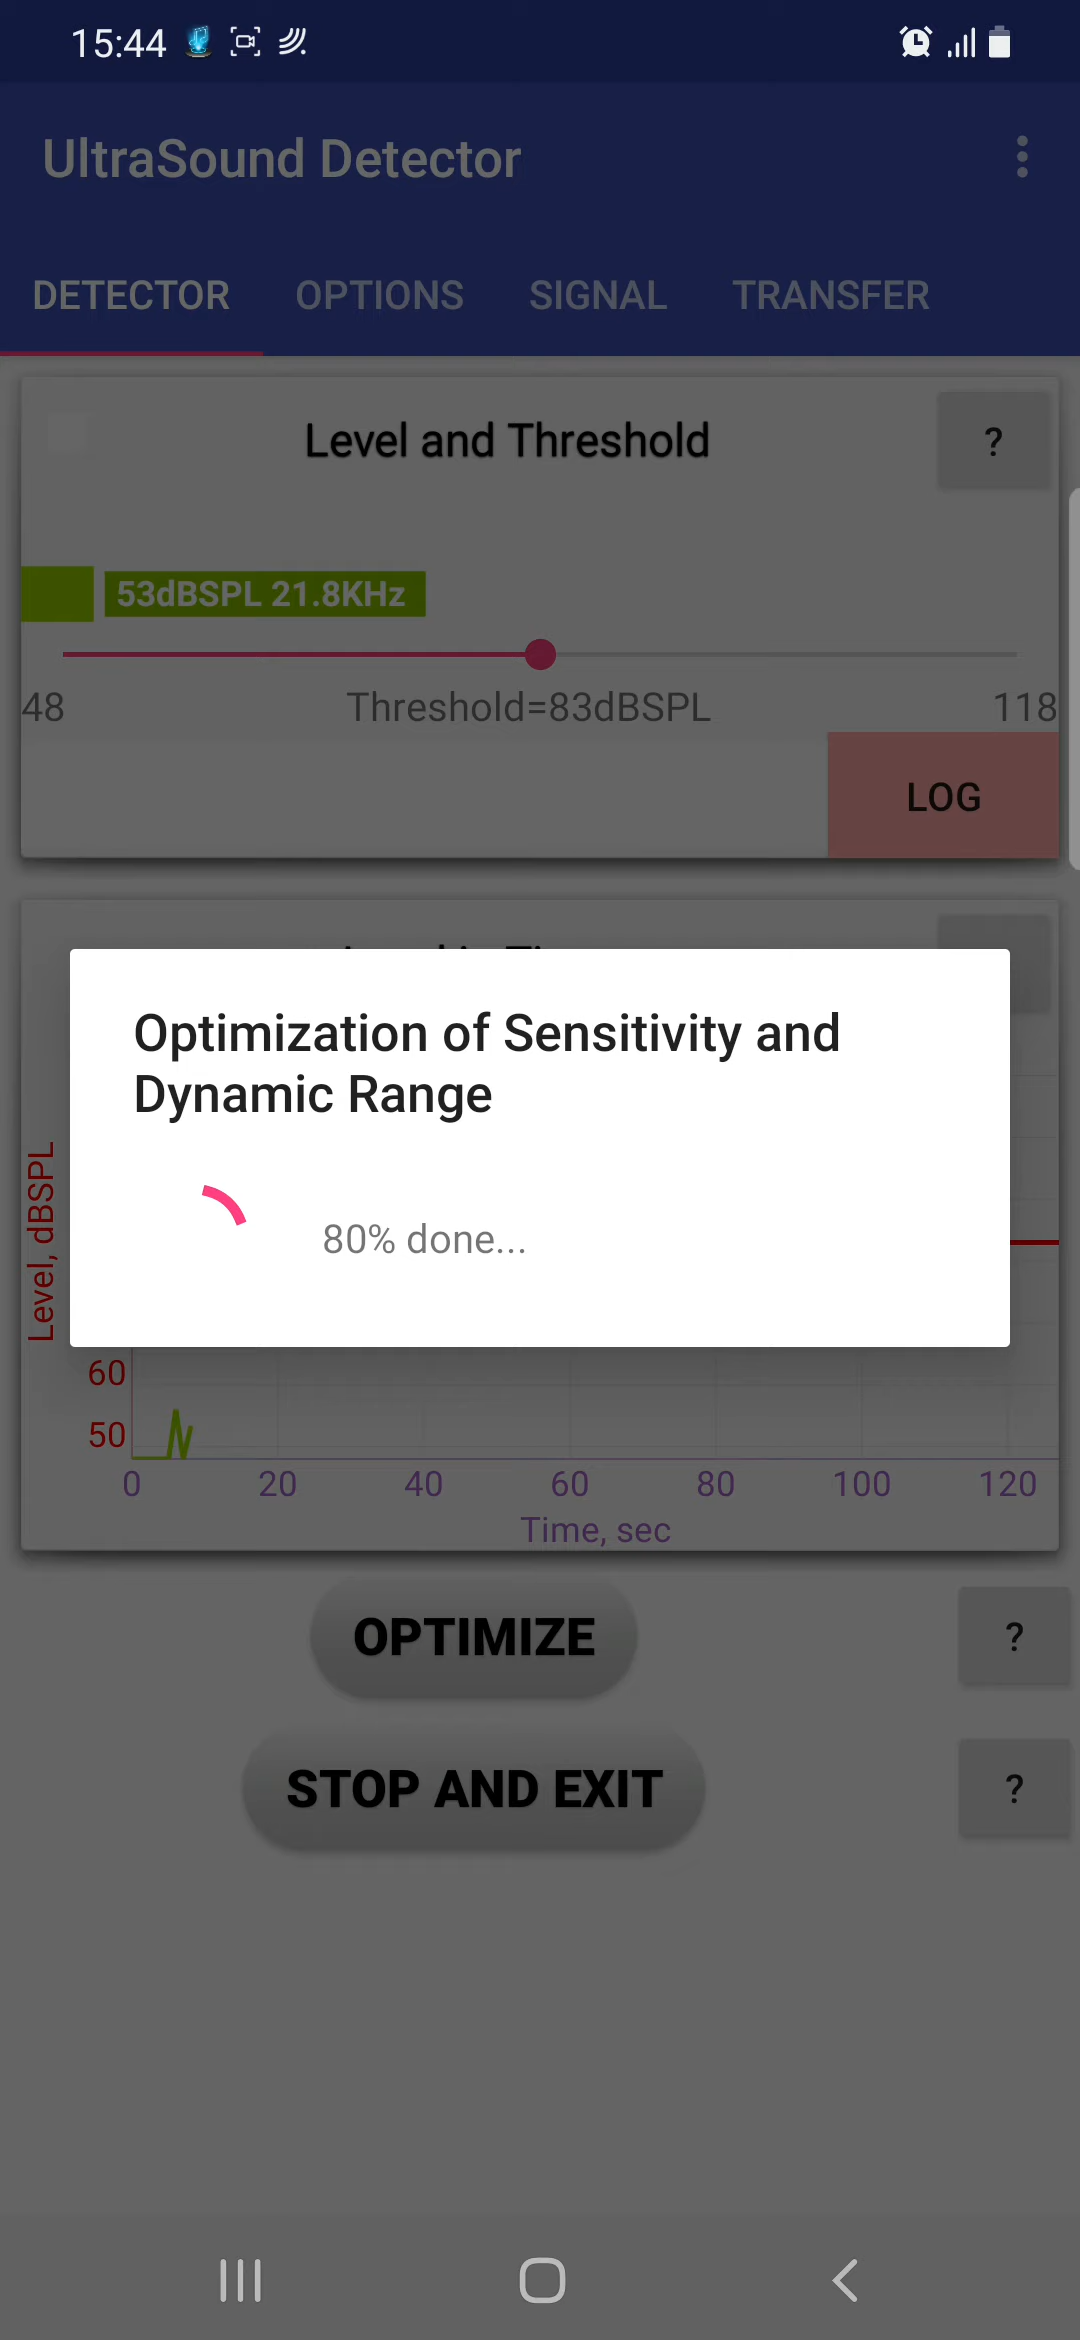 15:44
UltraSound Detector
DETECTOR OPTIONS SIGNAL TRANSFER
Level and Threshold ?
53dBSPL 21.8KHz
48 Threshold=83dBSPL 118
LOG
Optimization of Sensitivity and
Dynamic Range
80% done...
Level, dBSPL
60
50
0 20 40 60 80 100 120
Time, sec
OPTIMIZE ?
STOP AND EXIT ?